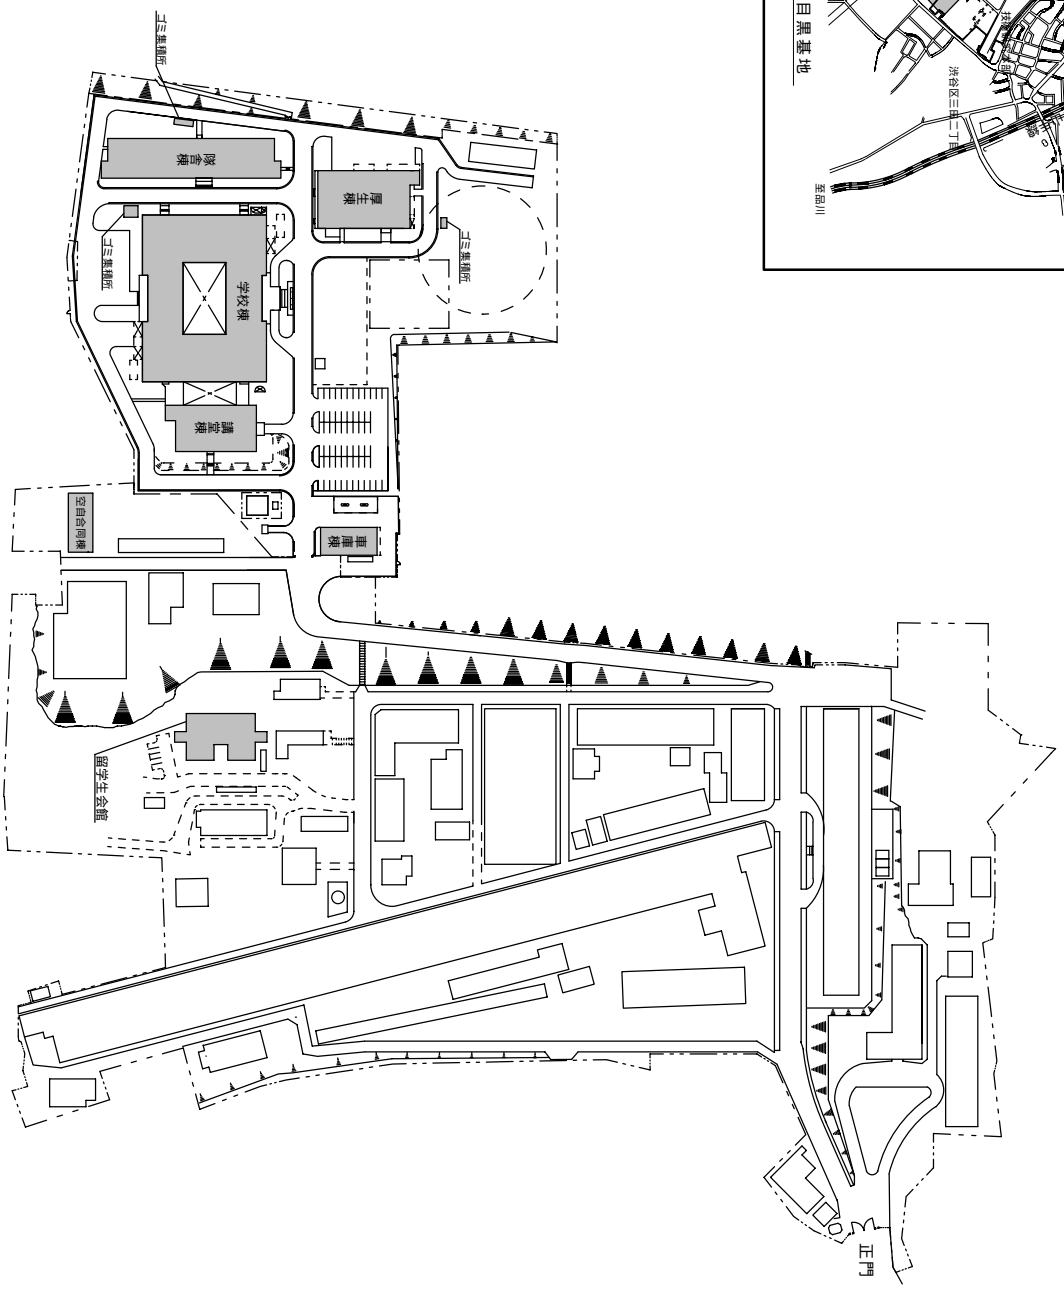 目黒基地
渋谷区三田二丁目
至品川
ゴミ集積所
隊舎棟
厚生棟
ゴミ集積所
ゴミ集積所
学校棟
講堂棟
車庫棟
空自合同棟
留学生会館
正門